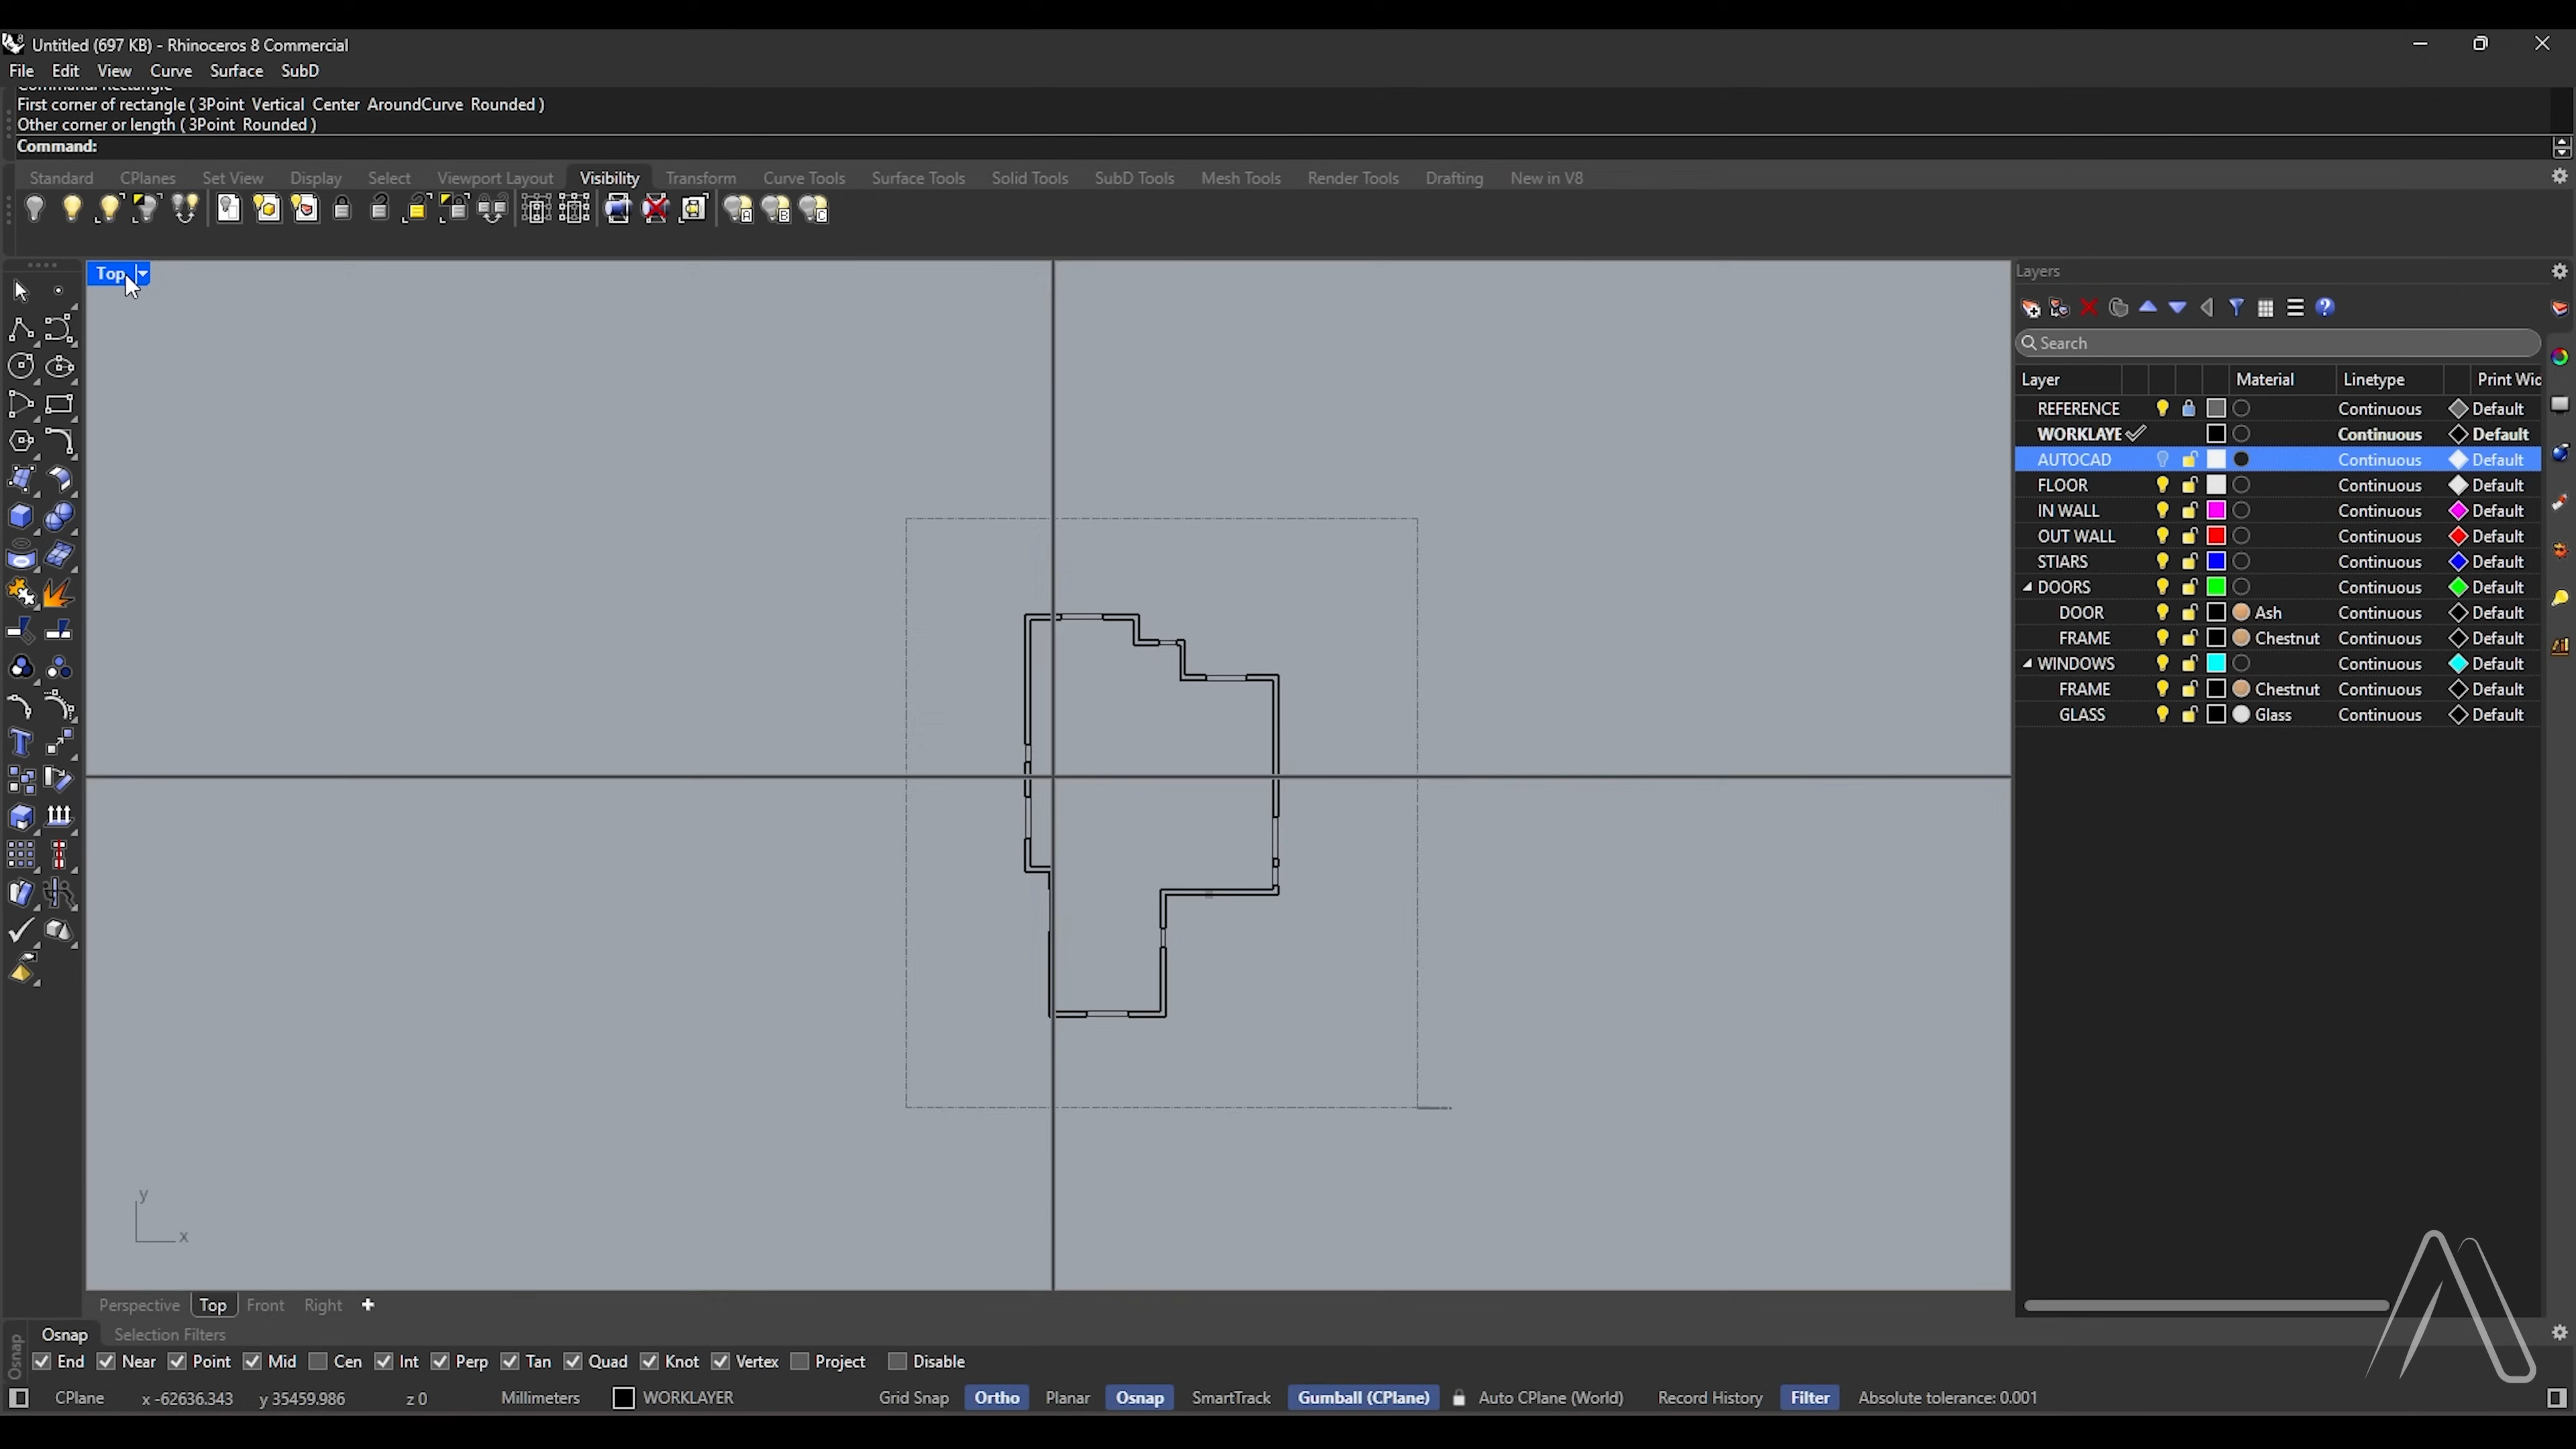 Untitled (697 KB) - Rhinoceros 8 Commercial
File Edit View Curve Surface SubD
Command: Rectangle
First corner of rectangle ( 3Point Vertical Center AroundCurve Rounded )
Other corner or length ( 3Point Rounded )
Command:
Standard CPlanes Set View Display Select Viewport Layout Visibility Transform Curve Tools Surface Tools Solid Tools SubD Tools Mesh Tools Render Tools Drafting New in V8
Top
Layers
Search
Layer Material Linetype Print Wid
REFERENCE Continuous Default
WORKLAYE Continuous Default
AUTOCAD Continuous Default
FLOOR Continuous Default
IN WALL Continuous Default
OUT WALL Continuous Default
STIARS Continuous Default
DOORS Continuous Default
DOOR Ash Continuous Default
FRAME Chestnut Continuous Default
WINDOWS Continuous Default
FRAME Chestnut Continuous Default
GLASS Glass Continuous Default
y
x
Perspective Top Front Right
Osnap Selection Filters
Osnap
End Near Point Mid Cen Int Perp Tan Quad Knot Vertex Project Disable
CPlane x -62636.343 y 35459.986 z 0 Millimeters WORKLAYER Grid Snap Ortho Planar Osnap SmartTrack Gumball (CPlane) Auto CPlane (World) Record History Filter Absolute tolerance: 0.001